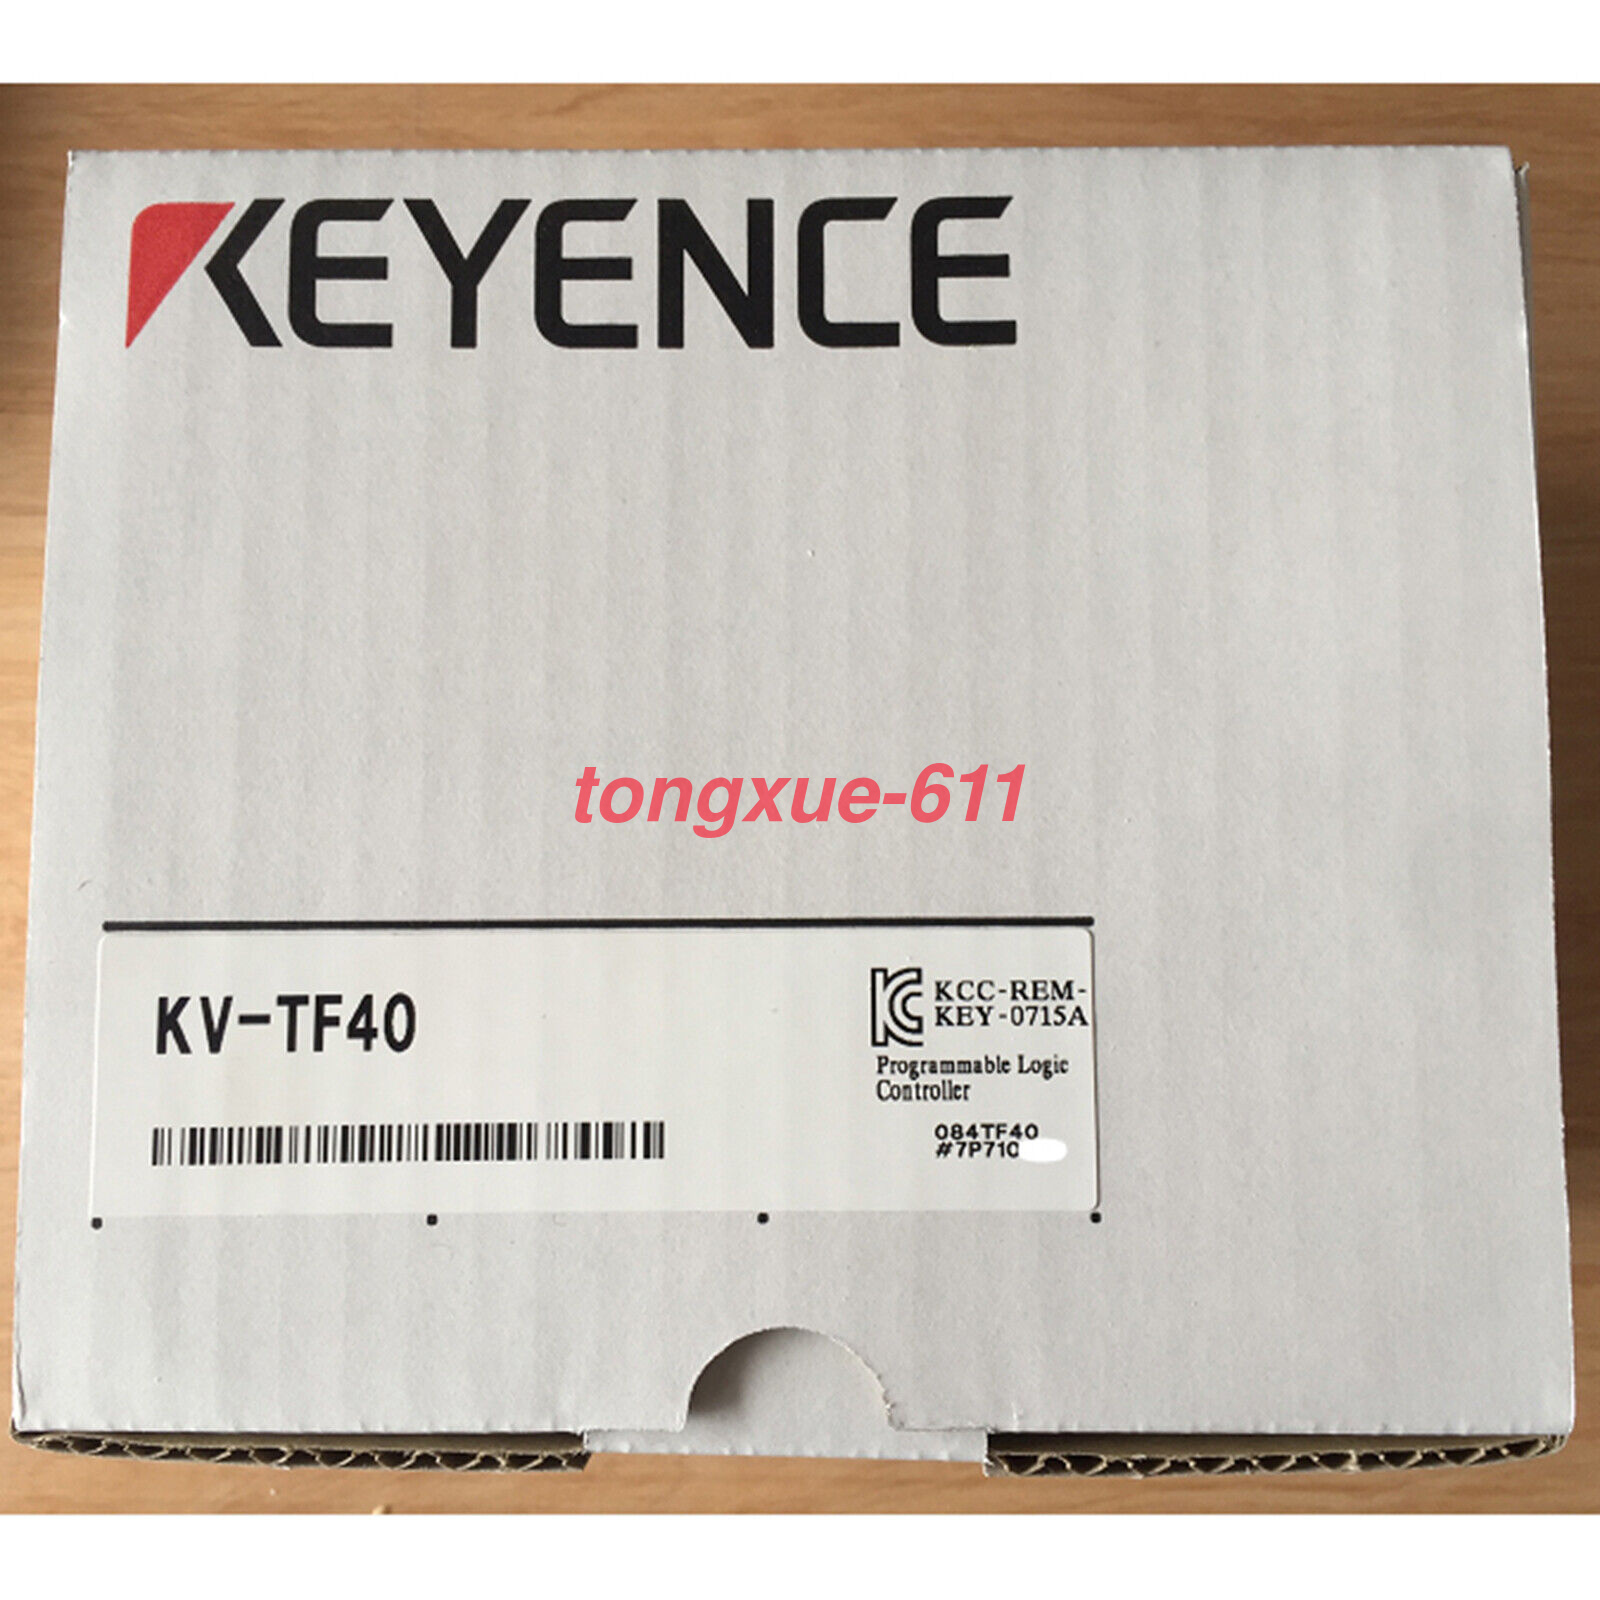 KEYENCE
tongxue-611
KV-TF40
KCC-REM-
KEY-0715A
Programmable Logic
Controller
084TF40
#7P710